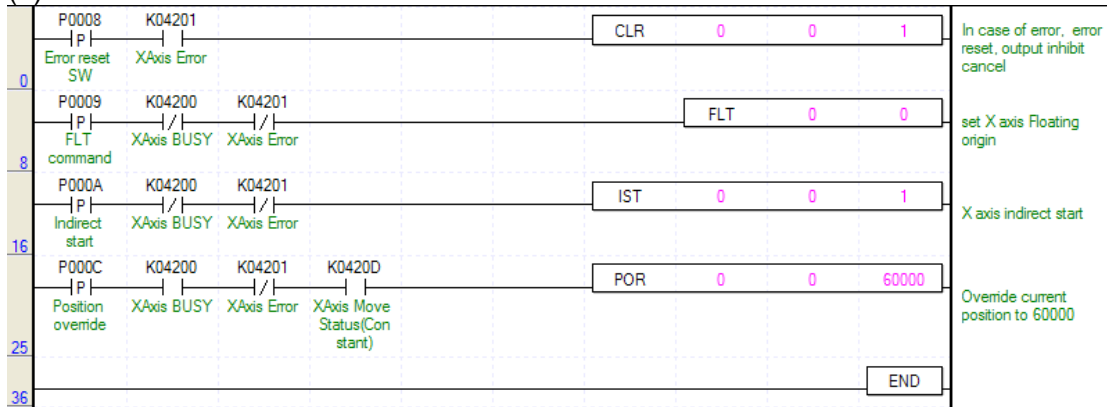 P0008 K04201
P CLR 0 0 1 In case of error, error
Error reset XAxis Error reset, output inhibit
SW cancel
0
P0009 K04200 K04201
P / / FLT 0 0 set X axis Floating
FLT XAxis BUSY XAxis Error origin
command
8
P000A K04200 K04201
P / / IST 0 0 1
Indirect XAxis BUSY XAxis Error X axis indirect start
start
16
P000C K04200 K04201 K0420D
P / POR 0 0 60000
Position XAxis BUSY XAxis Error XAxis Move Override current
override Status(Con position to 60000
stant)
25
END
36